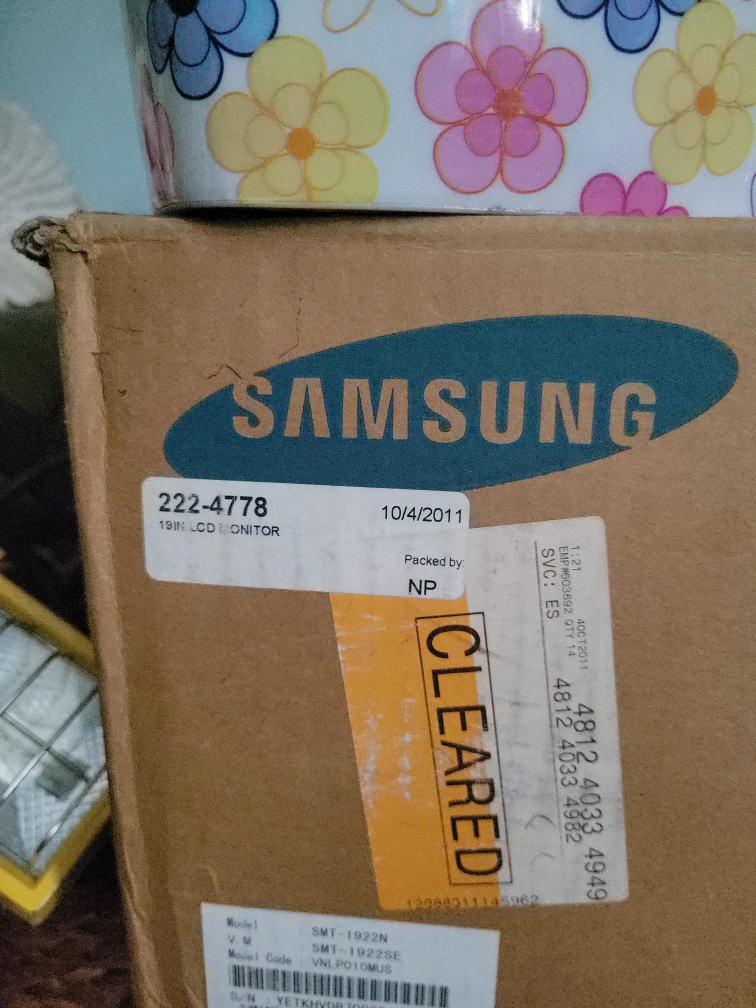 SAMSUNG
222-4778 10/4/2011
19IN LCD MONITOR
Packed by:
NP
1:21
EMP#603692 QTY 14 4OCT2011
SVC: ES
4812 4033 4949
4812 4033 4982
CLEARED
Model : SMT-1922N
V M : SMT-1922SE
Model Code : VNLP010MUS
S/N :